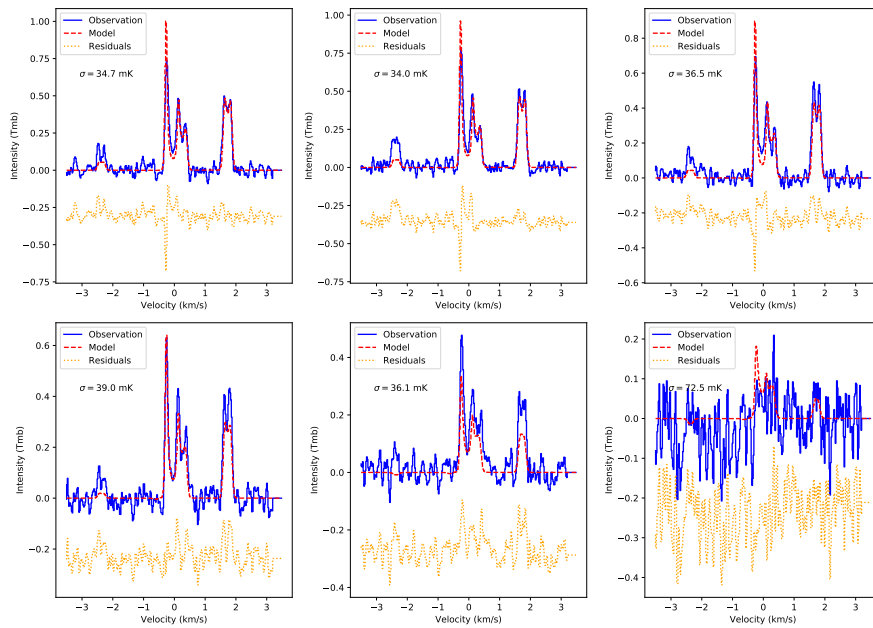 Observation
Model
Residuals
σ = 34.7 mK
Intensity (Tmb)
1.00
0.75
0.50
0.25
0.00
−0.25
−0.50
−0.75
−3 −2 −1 0 1 2 3
Velocity (km/s)
Observation
Model
Residuals
σ = 34.0 mK
Intensity (Tmb)
1.00
0.75
0.50
0.25
0.00
−0.25
−0.50
−0.75
−3 −2 −1 0 1 2 3
Velocity (km/s)
Observation
Model
Residuals
σ = 36.5 mK
Intensity (Tmb)
0.8
0.6
0.4
0.2
0.0
−0.2
−0.4
−0.6
−3 −2 −1 0 1 2 3
Velocity (km/s)
Observation
Model
Residuals
σ = 39.0 mK
Intensity (Tmb)
0.6
0.4
0.2
0.0
−0.2
−3 −2 −1 0 1 2 3
Velocity (km/s)
Observation
Model
Residuals
σ = 36.1 mK
Intensity (Tmb)
0.4
0.2
0.0
−0.2
−0.4
−3 −2 −1 0 1 2 3
Velocity (km/s)
Observation
Model
Residuals
σ = 72.5 mK
Intensity (Tmb)
0.2
0.1
0.0
−0.1
−0.2
−0.3
−0.4
−3 −2 −1 0 1 2 3
Velocity (km/s)